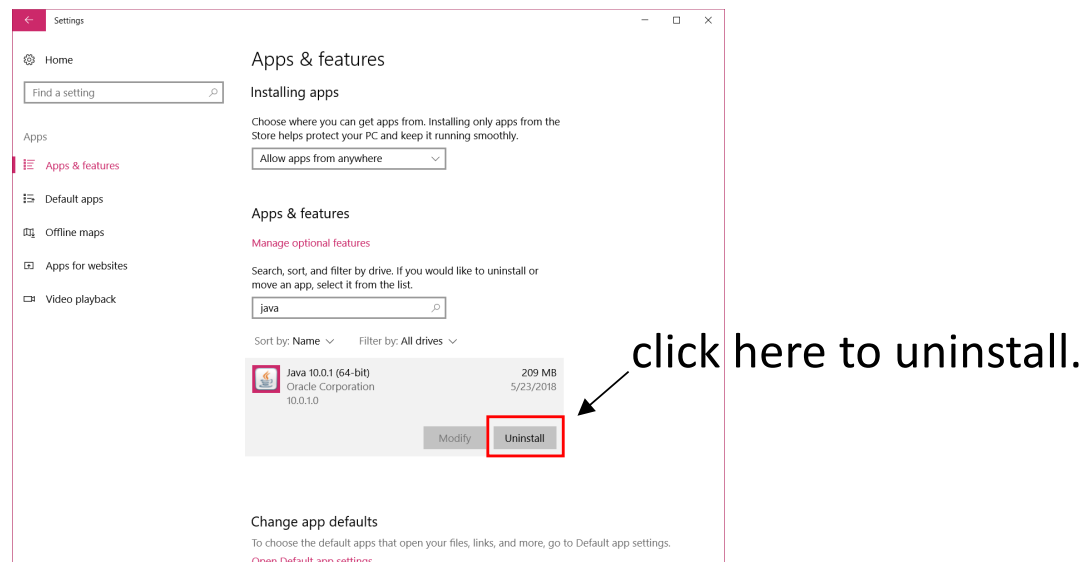 Settings
Home
Find a setting
Apps
Apps & features
Default apps
Offline maps
Apps for websites
Video playback
Apps & features
Installing apps
Choose where you can get apps from. Installing only apps from the
Store helps protect your PC and keep it running smoothly.
Allow apps from anywhere
Apps & features
Manage optional features
Search, sort, and filter by drive. If you would like to uninstall or
move an app, select it from the list.
java
Sort by: Name Filter by: All drives
Java 10.0.1 (64-bit) 209 MB
Oracle Corporation 5/23/2018
10.0.1.0
Modify Uninstall
click here to uninstall.
Change app defaults
To choose the default apps that open your files, links, and more, go to Default app settings.
Open Default app settings